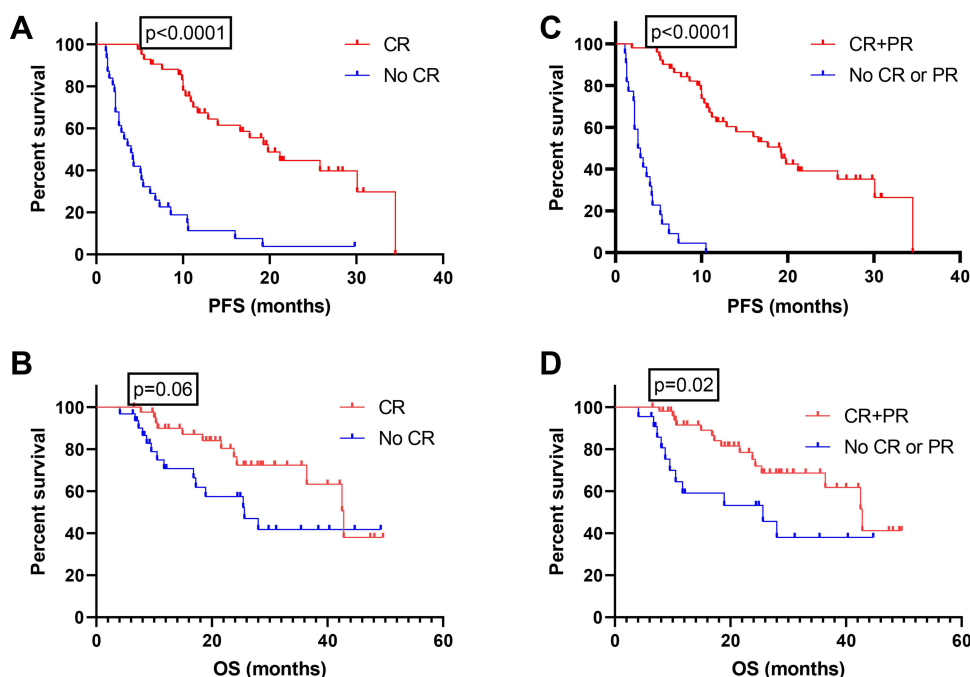 A
p<0.0001
CR
No CR
Percent survival
100
80
60
40
20
0
0 10 20 30 40
PFS (months)
C
p<0.0001
CR+PR
No CR or PR
Percent survival
100
80
60
40
20
0
0 10 20 30 40
PFS (months)
B
p=0.06
CR
No CR
Percent survival
100
80
60
40
20
0
0 20 40 60
OS (months)
D
p=0.02
CR+PR
No CR or PR
Percent survival
100
80
60
40
20
0
0 20 40 60
OS (months)